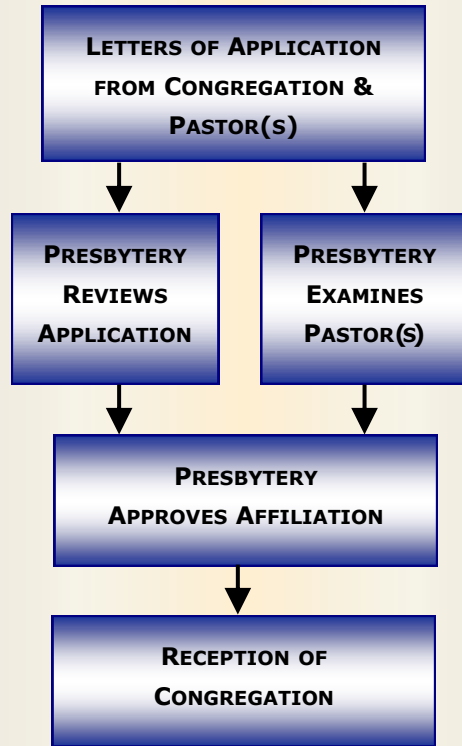 LETTERS OF APPLICATION
FROM CONGREGATION &
PASTOR(S)
PRESBYTERY
REVIEWS
APPLICATION
PRESBYTERY
EXAMINES
PASTOR(S)
PRESBYTERY
APPROVES AFFILIATION
RECEPTION OF
CONGREGATION